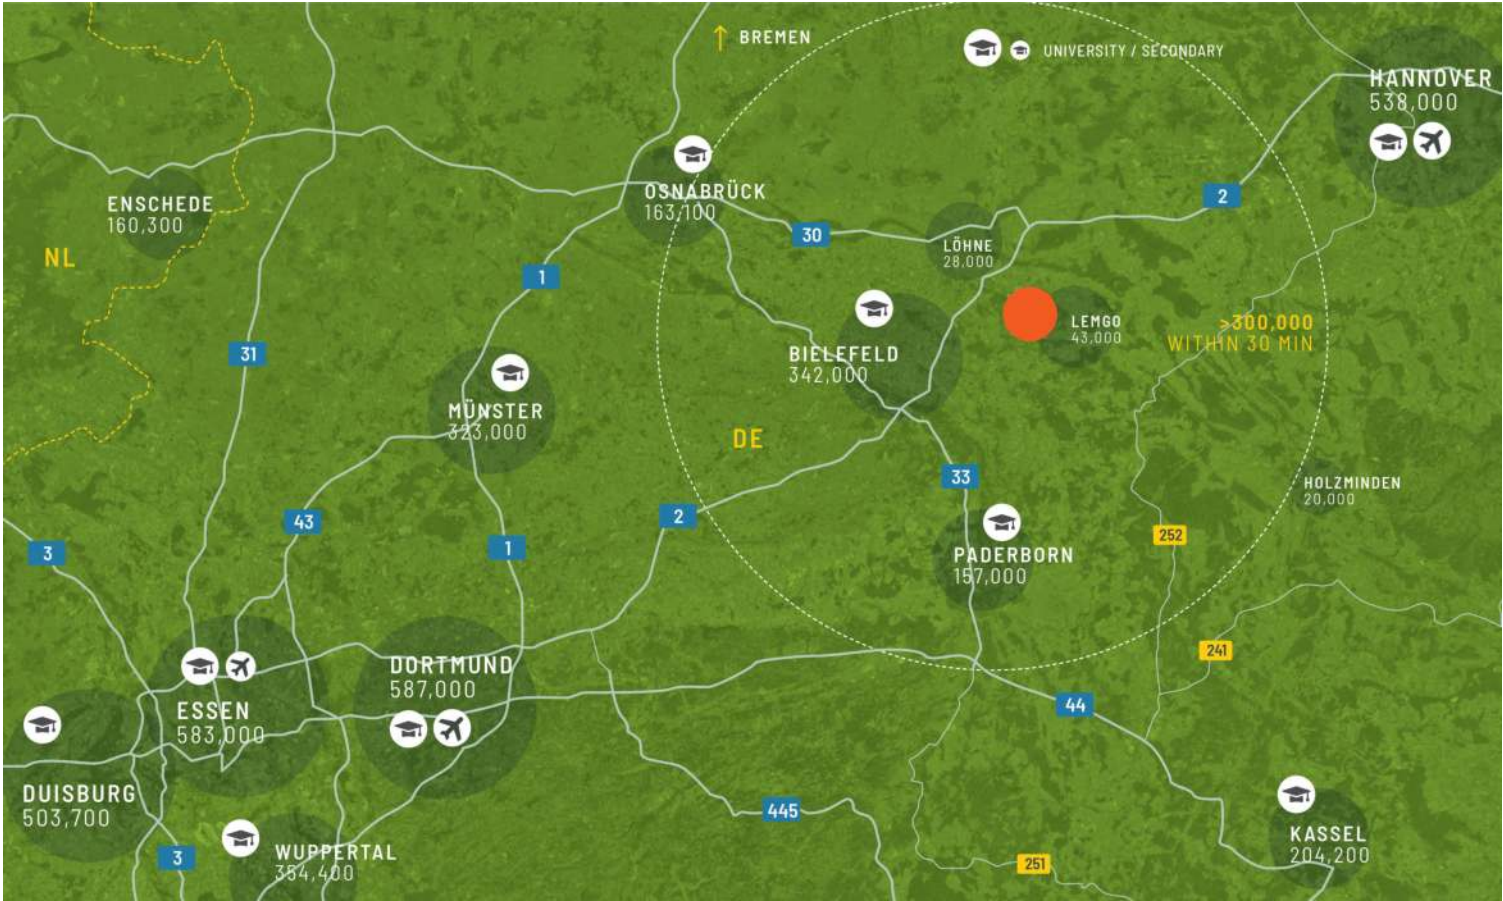 BREMEN
UNIVERSITY / SECONDARY
HANNOVER
538,000
ENSCHEDE
160,300
OSNABRÜCK
163,100
2
30
LÖHNE
28,000
NL
1
LEMGO
43,000
>300,000
WITHIN 30 MIN
31
BIELEFELD
342,000
MÜNSTER
323,000
DE
33
HOLZMINDEN
20,000
43
2
252
3
1
PADERBORN
157,000
241
DORTMUND
587,000
ESSEN
583,000
44
DUISBURG
503,700
445
KASSEL
204,200
3
WUPPERTAL
354,400
251